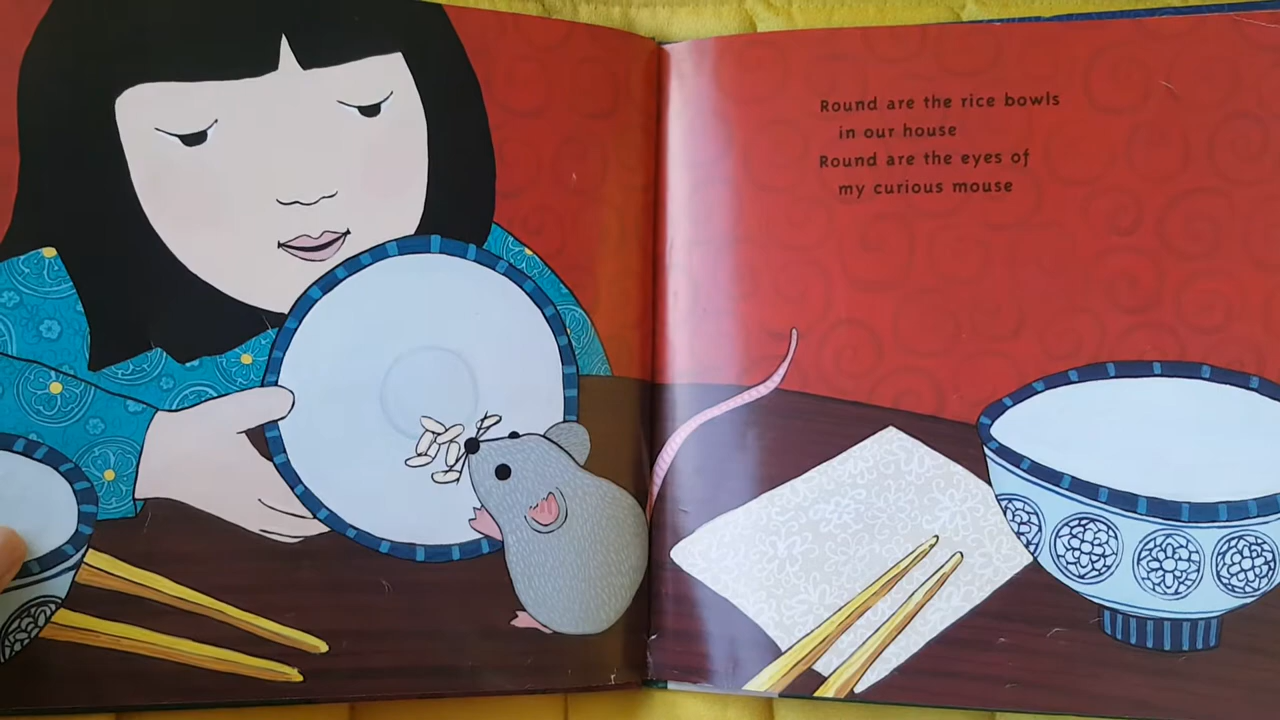 Round are the rice bowls
in our house
Round are the eyes of
my curious mouse